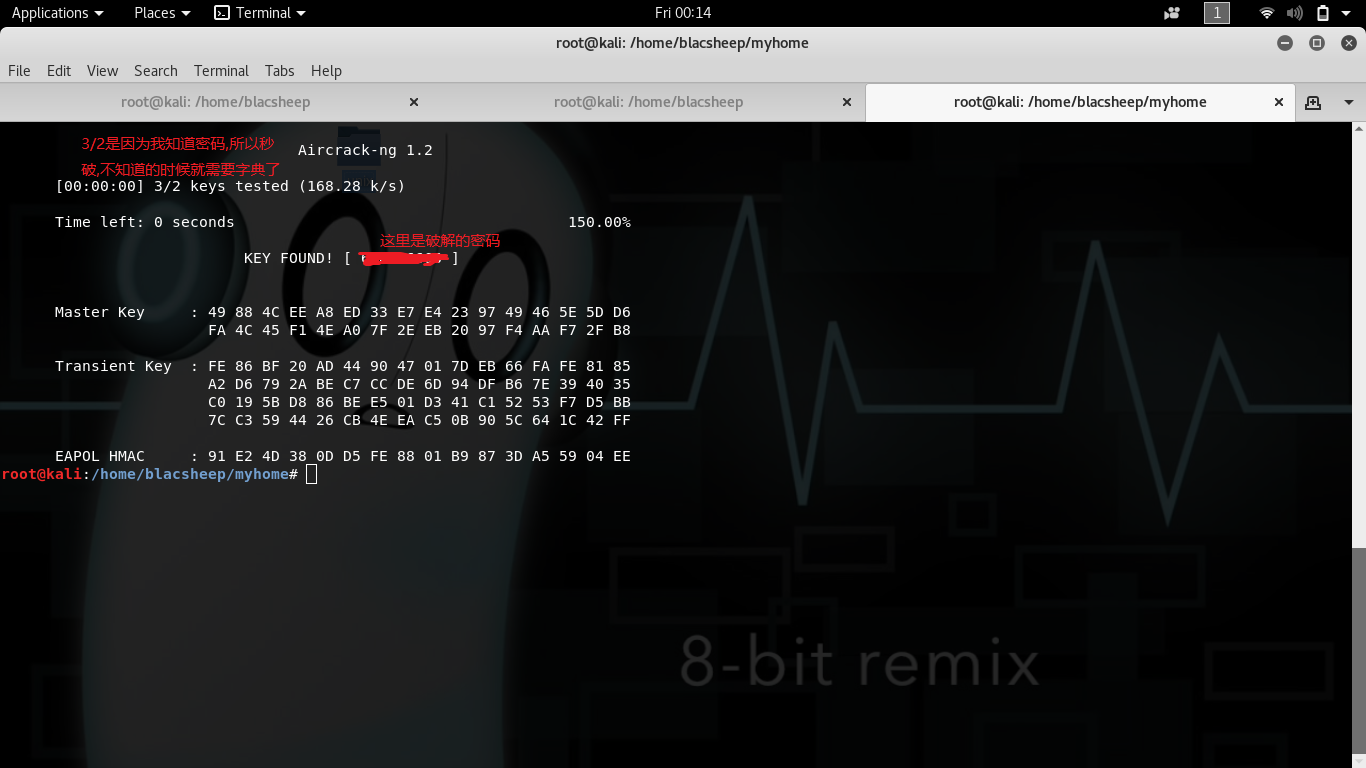 Applications Places Terminal Fri 00:14 1
root@kali: /home/blacsheep/myhome
File Edit View Search Terminal Tabs Help
root@kali: /home/blacsheep root@kali: /home/blacsheep root@kali: /home/blacsheep/myhome
3/2是因为我知道密码,所以秒
Aircrack-ng 1.2
破,不知道的时候就需要字典了
[00:00:00] 3/2 keys tested (168.28 k/s)
Time left: 0 seconds 150.00%
这里是破解的密码
KEY FOUND! [ ]
Master Key : 49 88 4C EE A8 ED 33 E7 E4 23 97 49 46 5E 5D D6
FA 4C 45 F1 4E A0 7F 2E EB 20 97 F4 AA F7 2F B8
Transient Key : FE 86 BF 20 AD 44 90 47 01 7D EB 66 FA FE 81 85
A2 D6 79 2A BE C7 CC DE 6D 94 DF B6 7E 39 40 35
C0 19 5B D8 86 BE E5 01 D3 41 C1 52 53 F7 D5 BB
7C C3 59 44 26 CB 4E EA C5 0B 90 5C 64 1C 42 FF
EAPOL HMAC : 91 E2 4D 38 0D D5 FE 88 01 B9 87 3D A5 59 04 EE
root@kali:/home/blacsheep/myhome#
8-bit remix